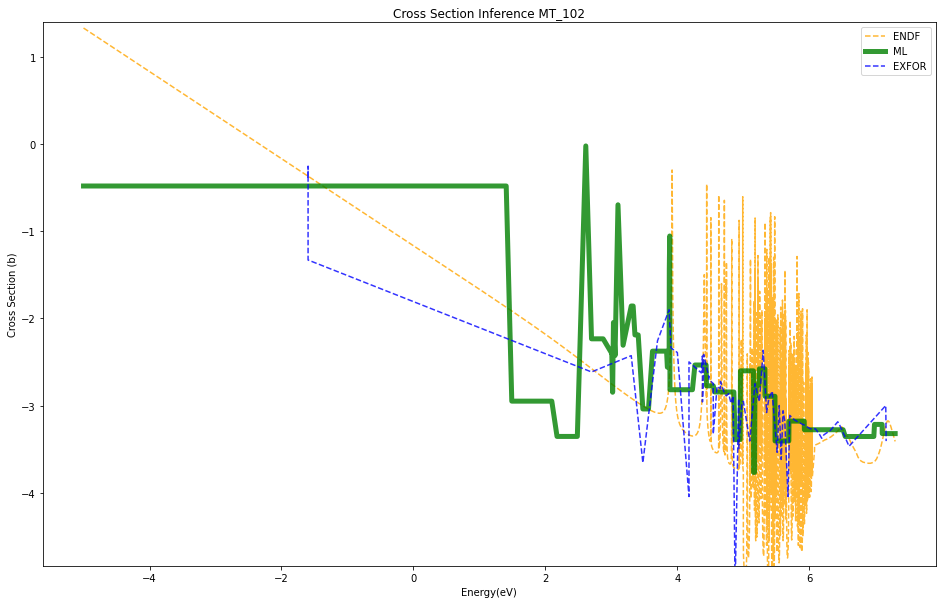 Cross Section Inference MT_102
ENDF
ML
EXFOR
Cross Section (b)
1
0
−1
−2
−3
−4
−4
−2
0
2
4
6
Energy(eV)